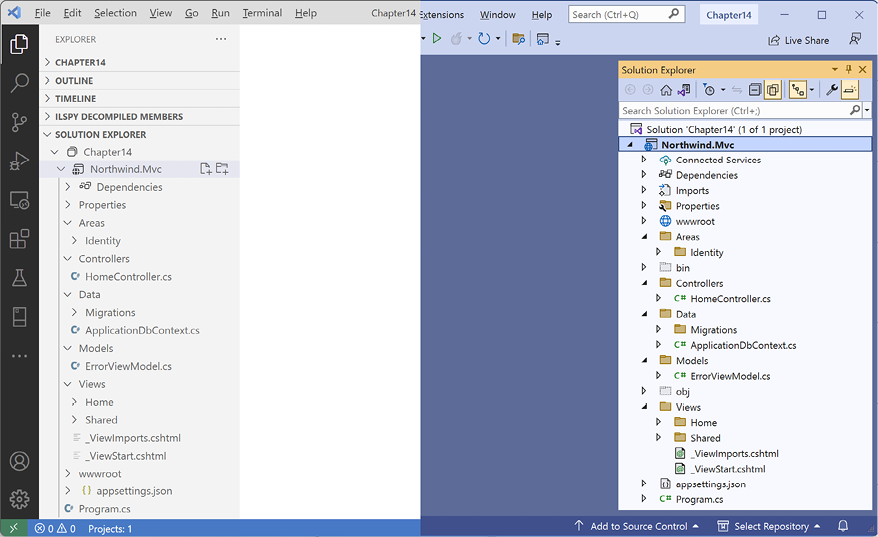 File Edit Selection View Go Run Terminal Help Chapter14
EXPLORER
CHAPTER14
OUTLINE
TIMELINE
ILSPY DECOMPILED MEMBERS
SOLUTION EXPLORER
Chapter14
Northwind.Mvc
Dependencies
Properties
Areas
Identity
Controllers
C# HomeController.cs
Data
Migrations
C# ApplicationDbContext.cs
Models
C# ErrorViewModel.cs
Views
Home
Shared
_ViewImports.cshtml
_ViewStart.cshtml
wwwroot
{} appsettings.json
C# Program.cs
0 0 Projects: 1
Extensions Window Help Search (Ctrl+Q) Chapter14
Live Share
Solution Explorer
Search Solution Explorer (Ctrl+;)
Solution 'Chapter14' (1 of 1 project)
Northwind.Mvc
Connected Services
Dependencies
Imports
Properties
wwwroot
Areas
Identity
bin
Controllers
C# HomeController.cs
Data
Migrations
C# ApplicationDbContext.cs
Models
C# ErrorViewModel.cs
obj
Views
Home
Shared
_ViewImports.cshtml
_ViewStart.cshtml
appsettings.json
C# Program.cs
Add to Source Control Select Repository